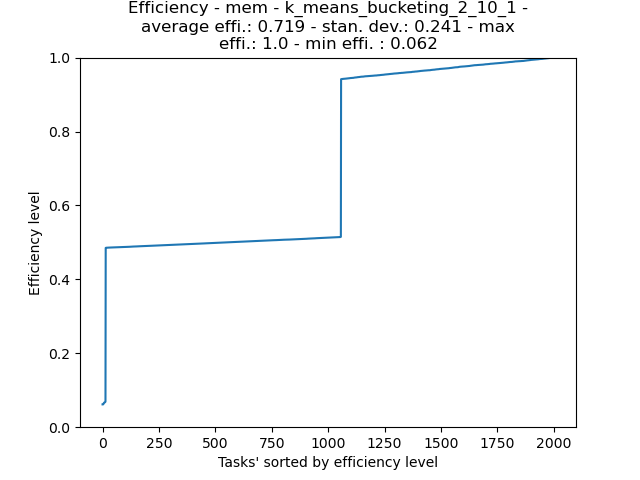 Efficiency - mem - k_means_bucketing_2_10_1 -
average effi.: 0.719 - stan. dev.: 0.241 - max
effi.: 1.0 - min effi. : 0.062
1.0
0.8
0.6
0.4
0.2
0.0
Efficiency level
0 250 500 750 1000 1250 1500 1750 2000
Tasks' sorted by efficiency level